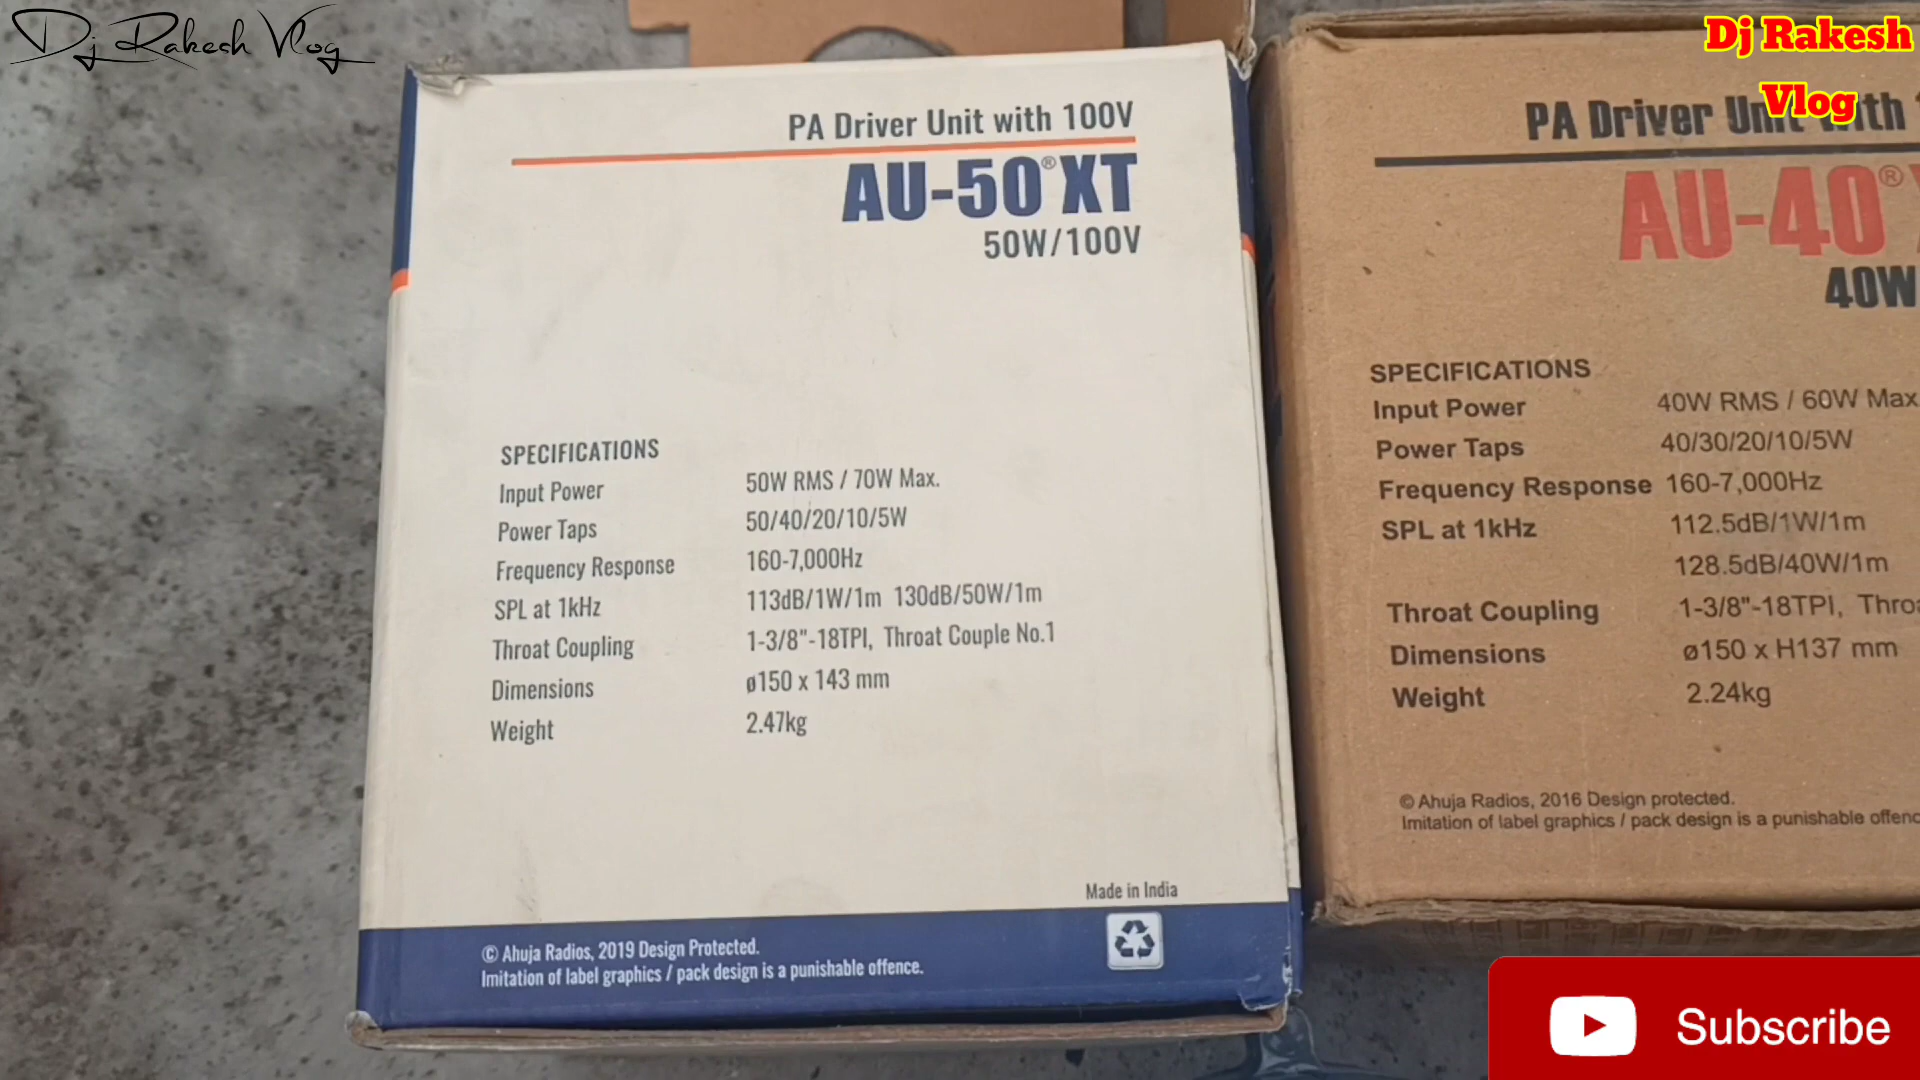 Dj Rakesh Vlog
Dj Rakesh
Vlog
PA Driver Unit with 100V
AU-50® XT
50W/100V
SPECIFICATIONS
Input Power 50W RMS / 70W Max.
Power Taps 50/40/20/10/5W
Frequency Response 160-7,000Hz
SPL at 1kHz 113dB/1W/1m 130dB/50W/1m
Throat Coupling 1-3/8"-18TPI, Throat Couple No.1
Dimensions ø150 x 143 mm
Weight 2.47kg
Made in India
© Ahuja Radios, 2019 Design Protected.
Imitation of label graphics / pack design is a punishable offence.
PA Driver Unit with
AU-40®
40W
SPECIFICATIONS
Input Power 40W RMS / 60W Max
Power Taps 40/30/20/10/5W
Frequency Response 160-7,000Hz
SPL at 1kHz 112.5dB/1W/1m
128.5dB/40W/1m
Throat Coupling 1-3/8"-18TPI,
Dimensions ø150 x H137 mm
Weight 2.24kg
© Ahuja Radios, 2016 Design protected.
Imitation of label graphics / pack design is a punishable
Subscribe